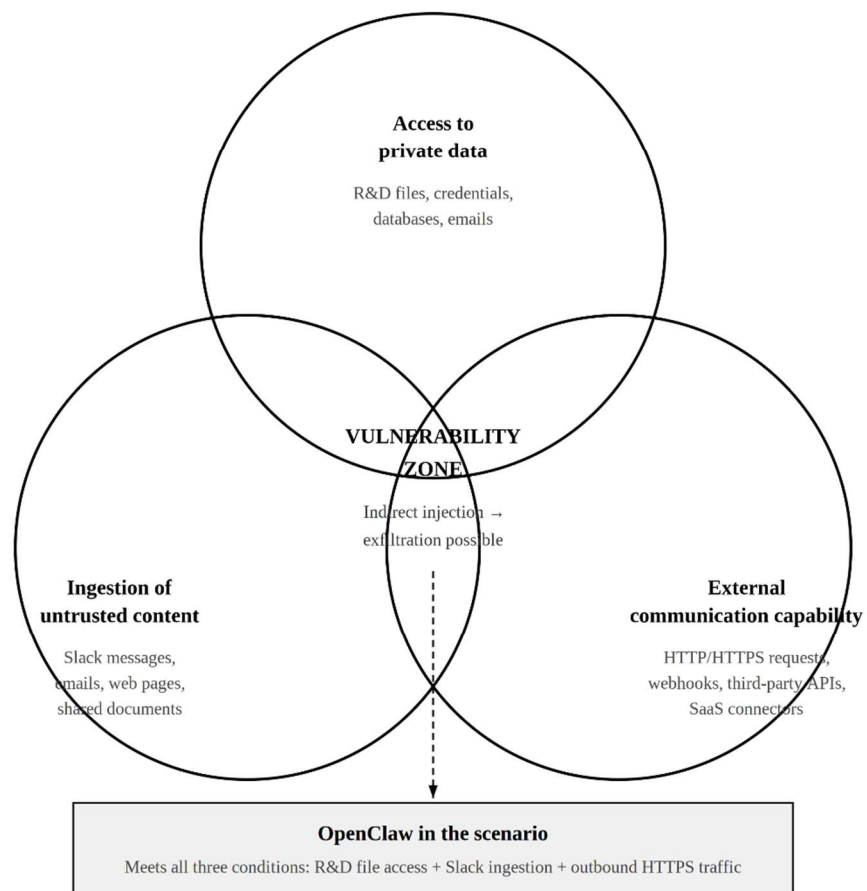 Access to
private data
R&D files, credentials,
databases, emails
VULNERABILITY
ZONE
Indirect injection →
exfiltration possible
Ingestion of
untrusted content
Slack messages,
emails, web pages,
shared documents
External
communication capability
HTTP/HTTPS requests,
webhooks, third-party APIs,
SaaS connectors
OpenClaw in the scenario
Meets all three conditions: R&D file access + Slack ingestion + outbound HTTPS traffic